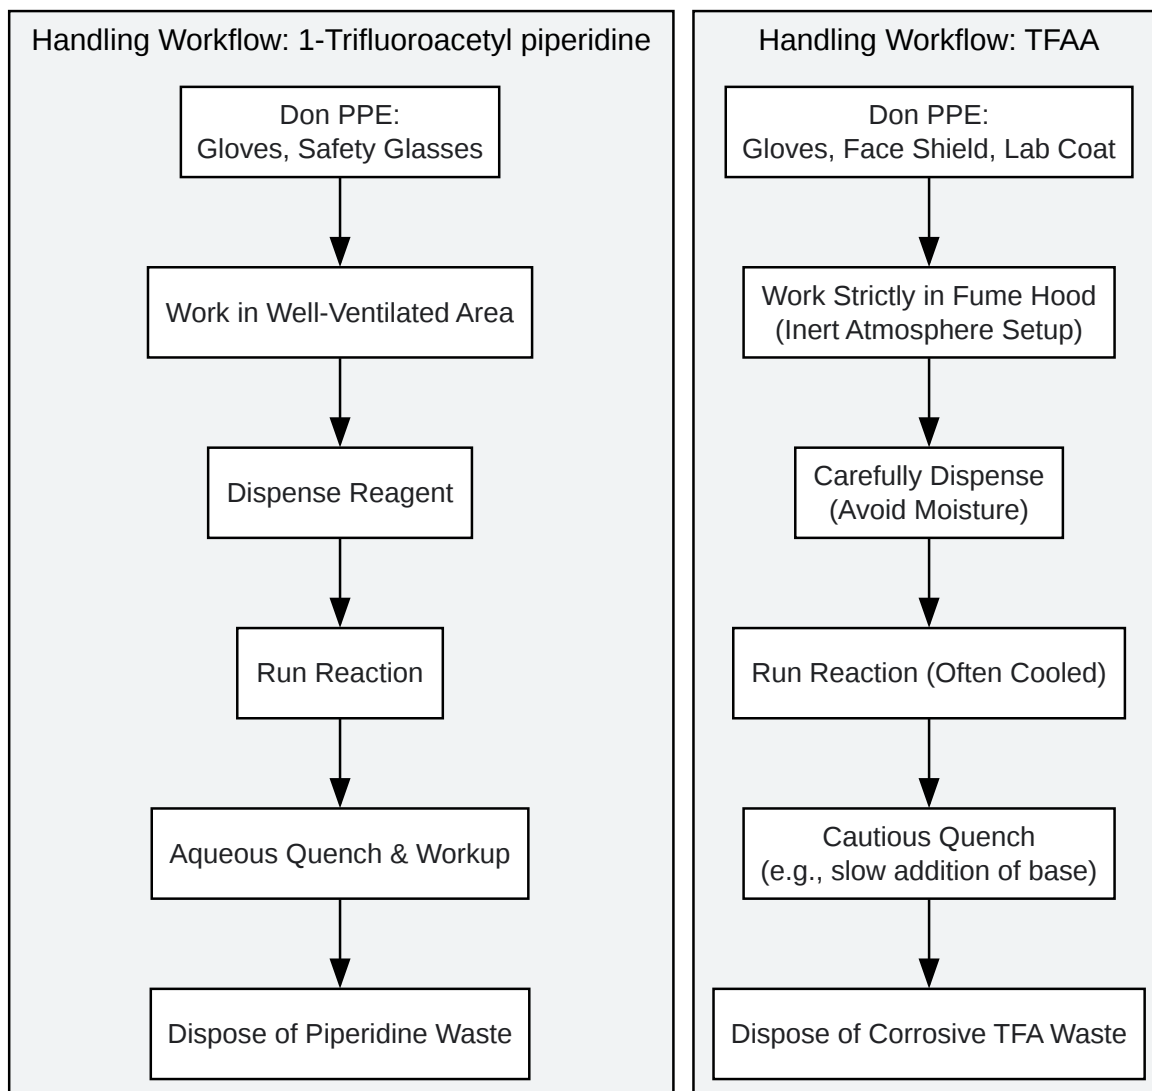 Handling Workflow: 1-Trifluoroacetyl piperidine
Don PPE:
Gloves, Safety Glasses
Work in Well-Ventilated Area
Dispense Reagent
Run Reaction
Aqueous Quench & Workup
Dispose of Piperidine Waste
Handling Workflow: TFAA
Don PPE:
Gloves, Face Shield, Lab Coat
Work Strictly in Fume Hood
(Inert Atmosphere Setup)
Carefully Dispense
(Avoid Moisture)
Run Reaction (Often Cooled)
Cautious Quench
(e.g., slow addition of base)
Dispose of Corrosive TFA Waste